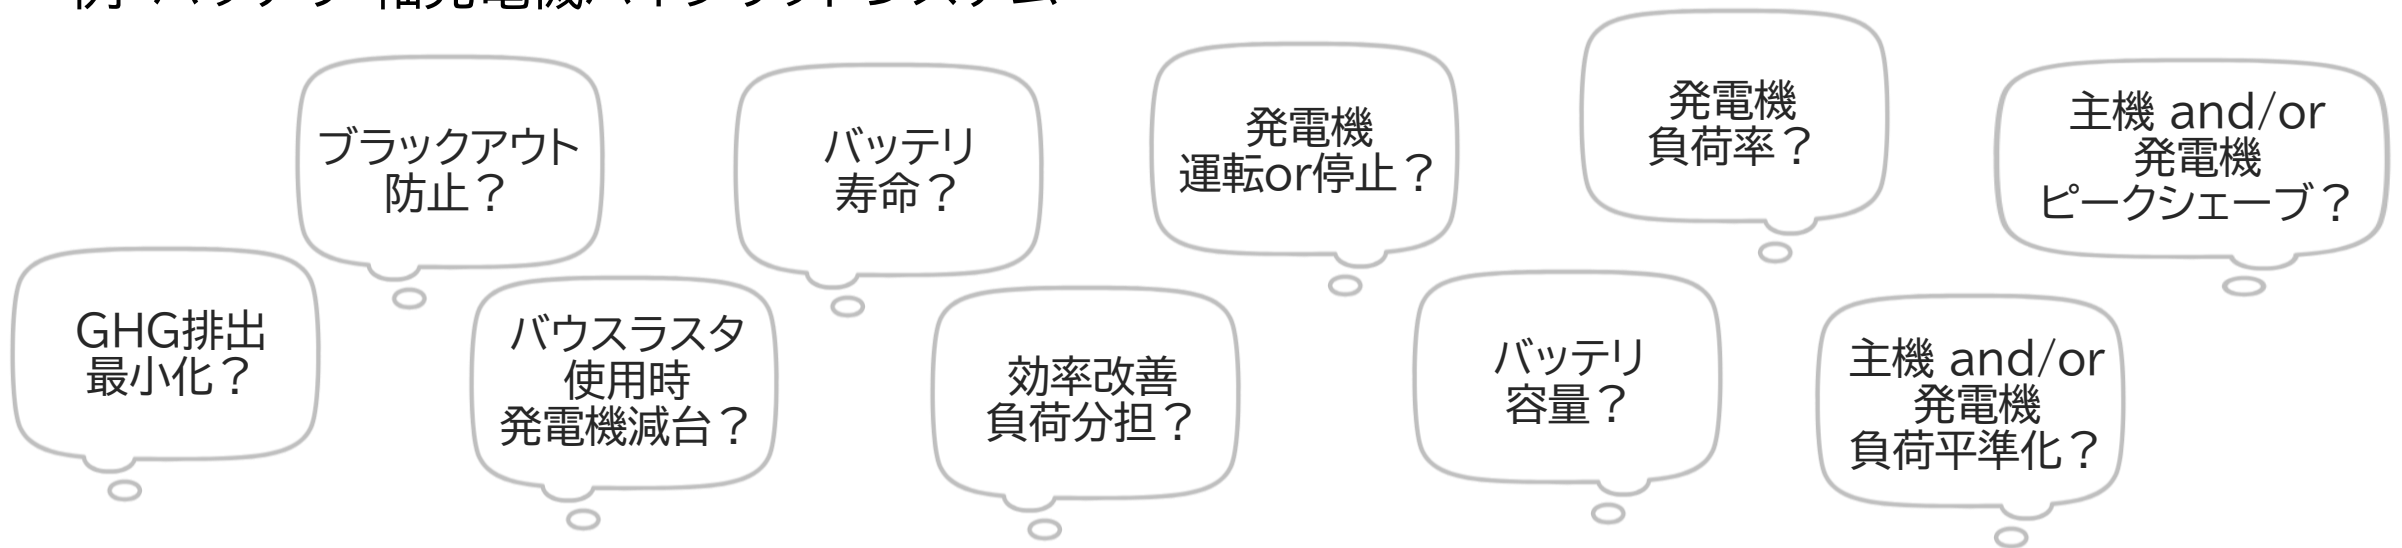 ブラックアウト
防止？
バッテリ
寿命？
発電機
運転or停止？
発電機
負荷率？
主機 and/or
発電機
ピークシェーブ？
GHG排出
最小化？
バウスラスタ
使用時
発電機減台？
効率改善
負荷分担？
バッテリ
容量？
主機 and/or
発電機
負荷平準化？